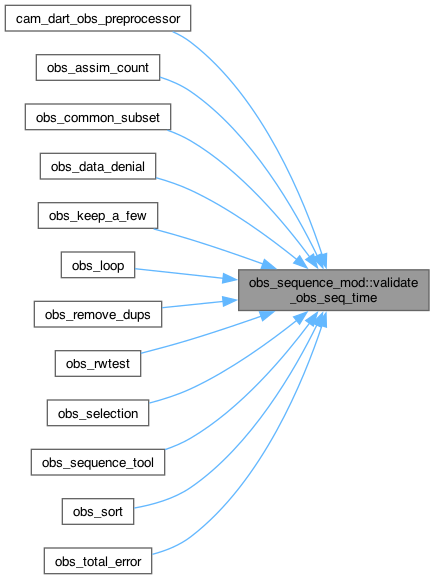 cam_dart_obs_preprocessor
obs_assim_count
obs_common_subset
obs_data_denial
obs_keep_a_few
obs_loop
obs_sequence_mod::validate
_obs_seq_time
obs_remove_dups
obs_rwtest
obs_selection
obs_sequence_tool
obs_sort
obs_total_error